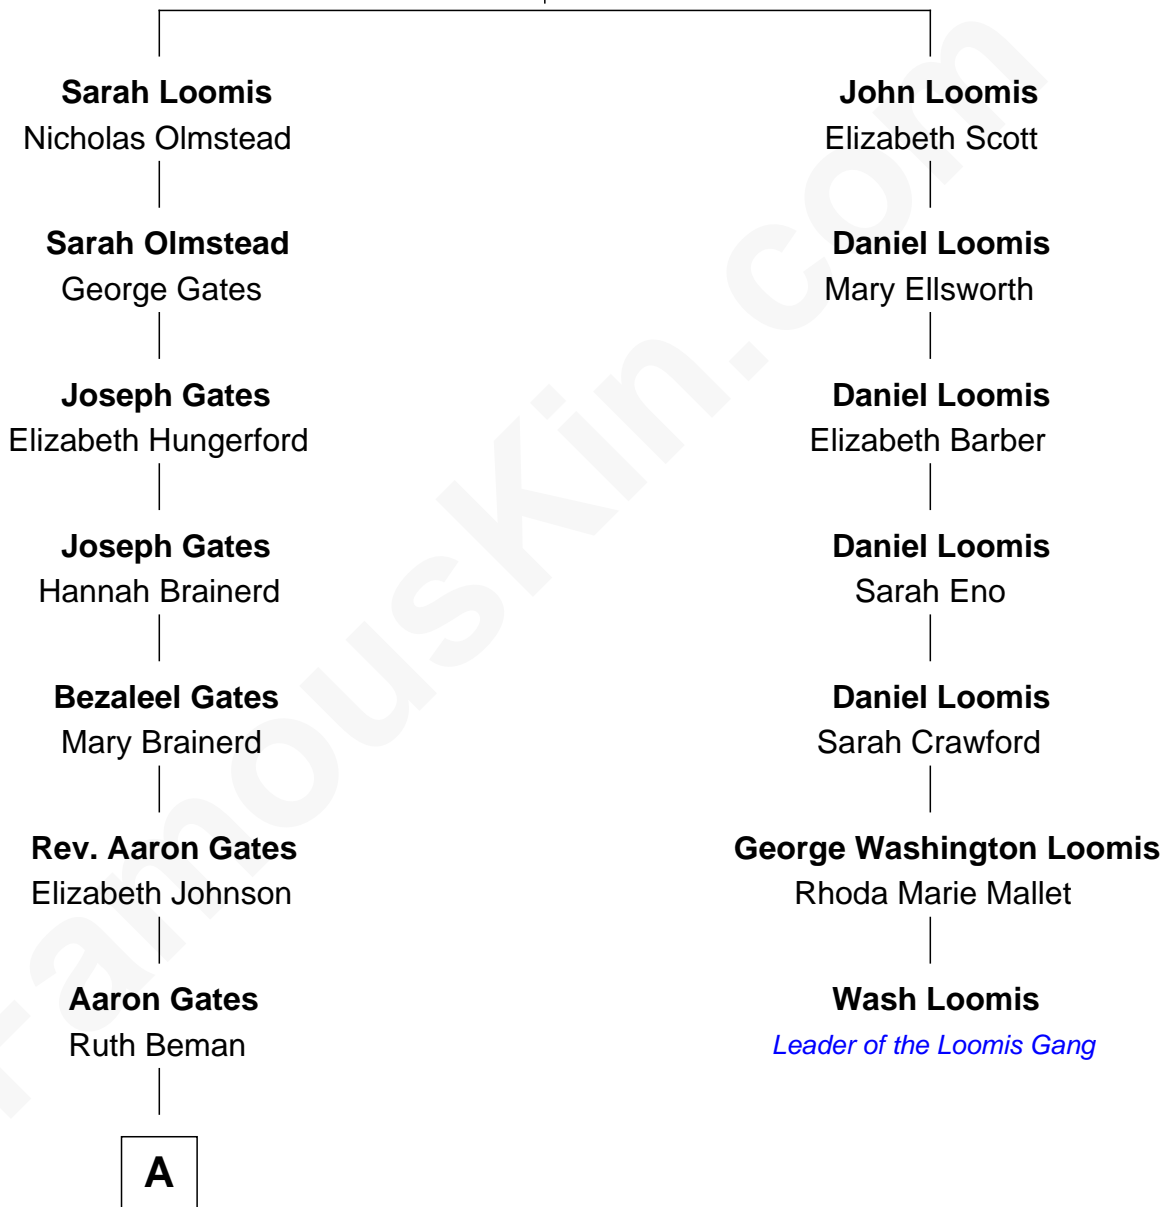 Sarah Loomis
Nicholas Olmstead
Sarah Olmstead
George Gates
Joseph Gates
Elizabeth Hungerford
Joseph Gates
Hannah Brainerd
Bezaleel Gates
Mary Brainerd
Rev. Aaron Gates
Elizabeth Johnson
Aaron Gates
Ruth Beman
A
John Loomis
Elizabeth Scott
Daniel Loomis
Mary Ellsworth
Daniel Loomis
Elizabeth Barber
Daniel Loomis
Sarah Eno
Daniel Loomis
Sarah Crawford
George Washington Loomis
Rhoda Marie Mallet
Wash Loomis
Leader of the Loomis Gang
FamousKin.com